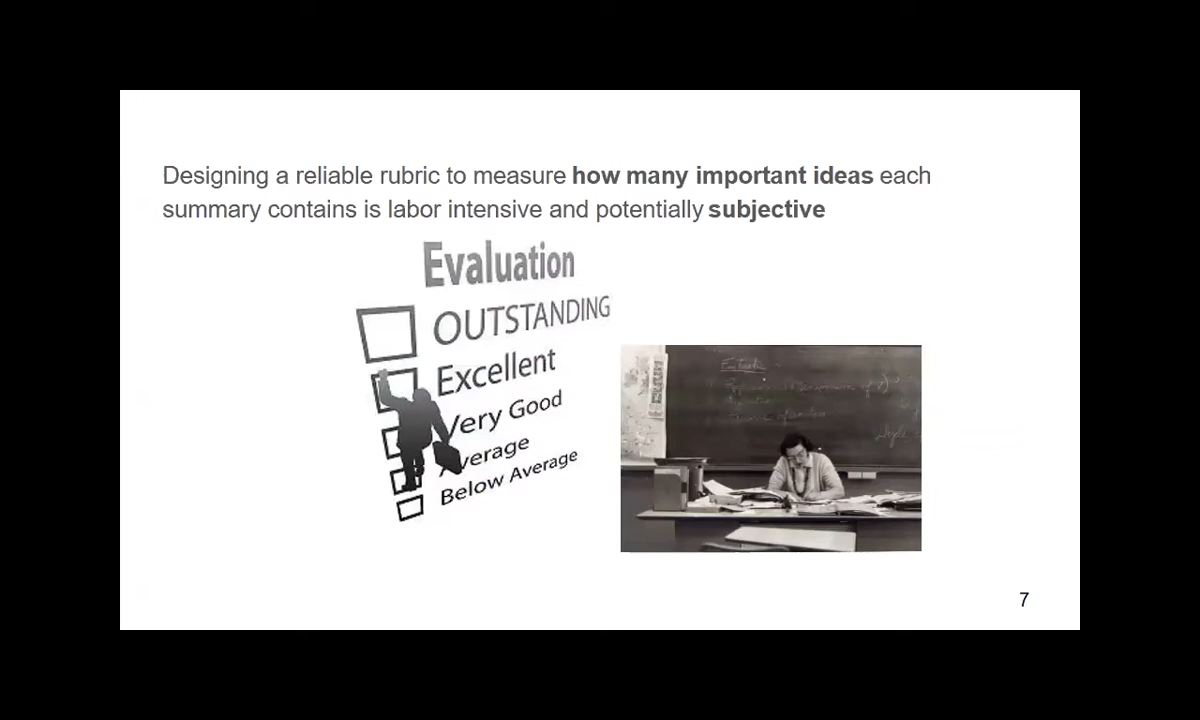 Designing a reliable rubric to measure how many important ideas each
summary contains is labor intensive and potentially subjective
Evaluation
OUTSTANDING
Excellent
Very Good
Average
Below Average
7